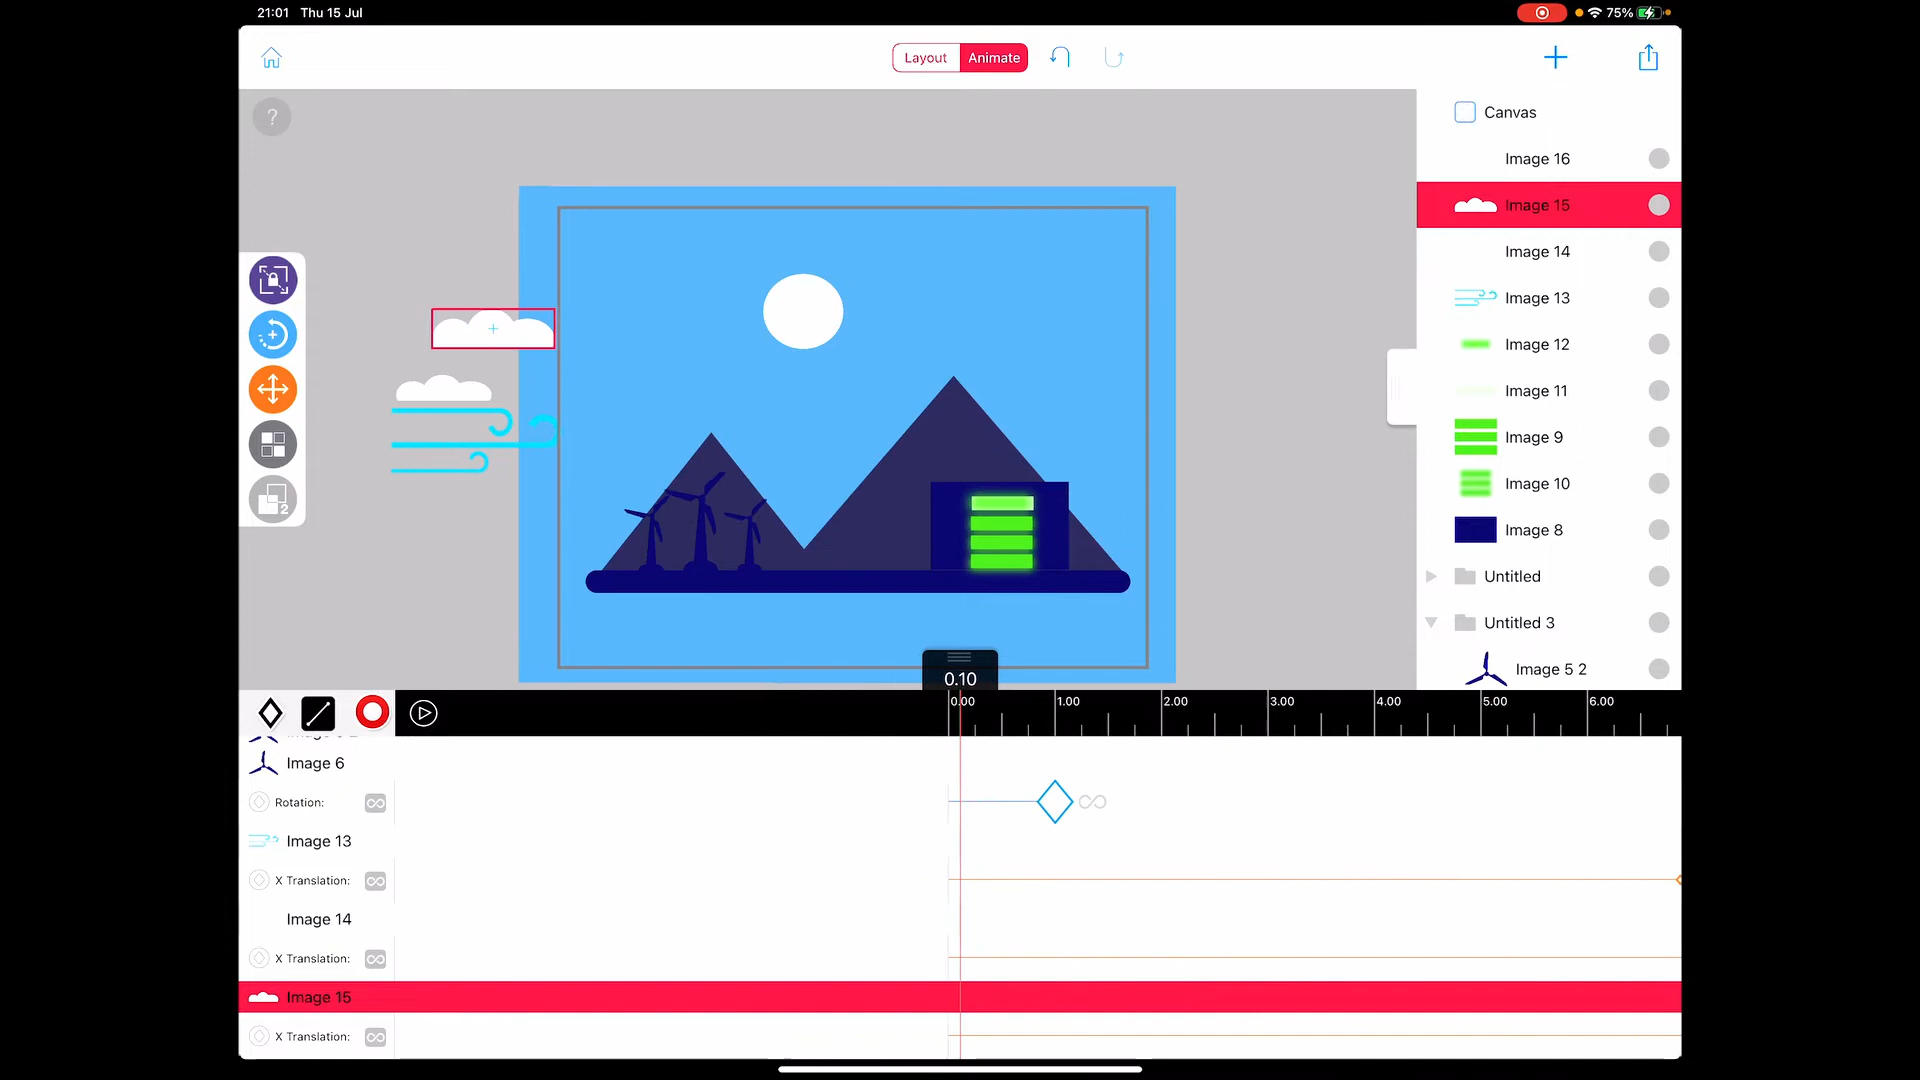 21:01 Thu 15 Jul
75%
Layout Animate
?
Canvas
Image 16
Image 15
Image 14
Image 13
Image 12
Image 11
Image 9
Image 10
Image 8
Untitled
Untitled 3
Image 5 2
2
0.10
0.00 1.00 2.00 3.00 4.00 5.00 6.00
Image 6
Rotation:
Image 13
X Translation:
Image 14
X Translation:
Image 15
X Translation: